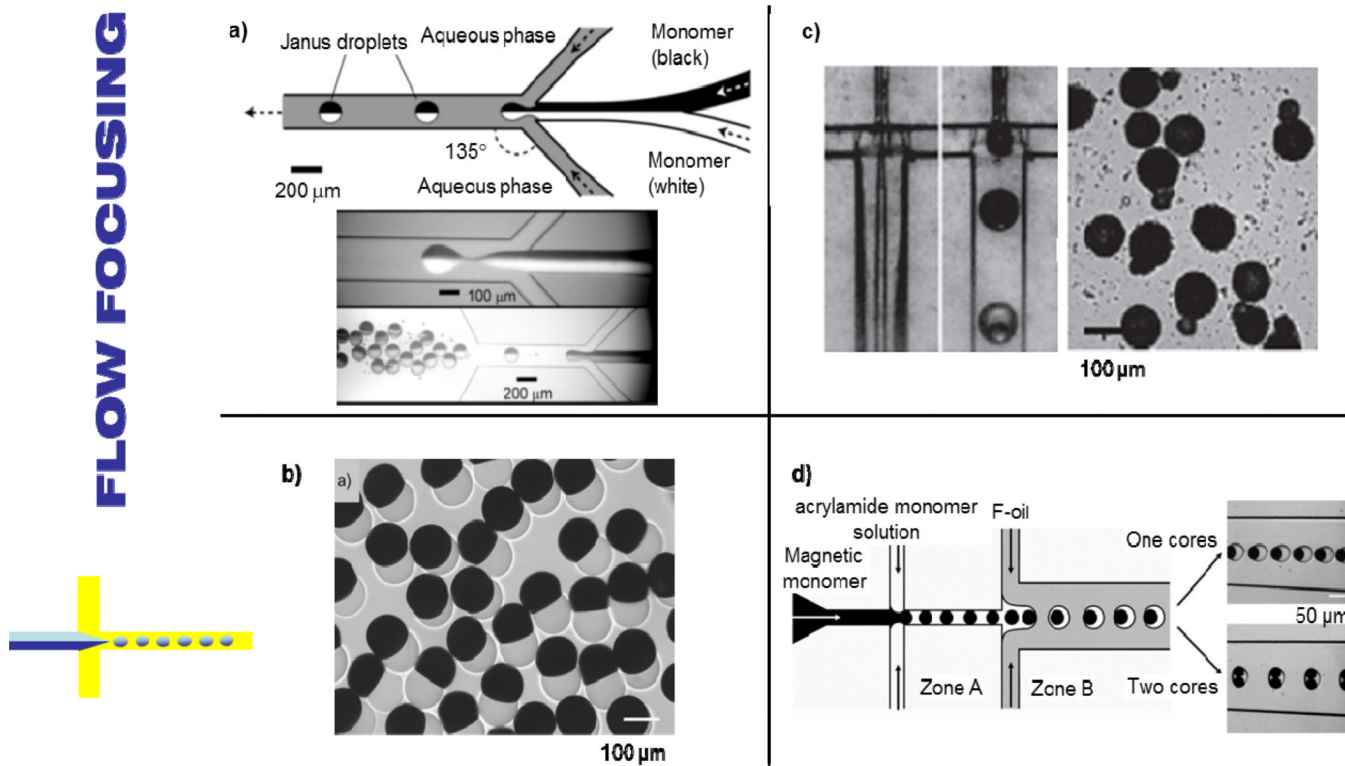 FLOW FOCUSING
a)
Janus droplets
Aqueous phase
Monomer
(black)
135°
200 µm
Aqueous phase
Monomer
(white)
100 µm
200 µm
c)
100 µm
b)
a)
100 µm
d)
acrylamide monomer
solution
F-oil
Magnetic
monomer
One cores
50 µm
Zone A
Zone B
Two cores